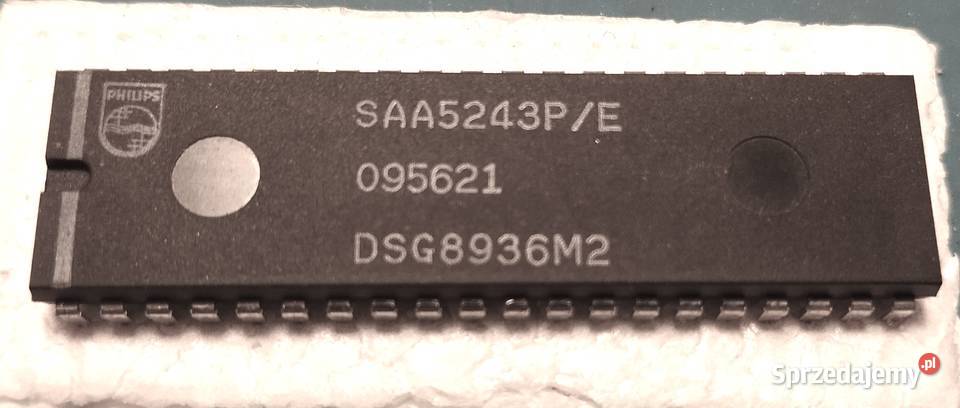 PHILIPS
SAA5243P/E
095621
DSG8936M2
Sprzedajemy.pl